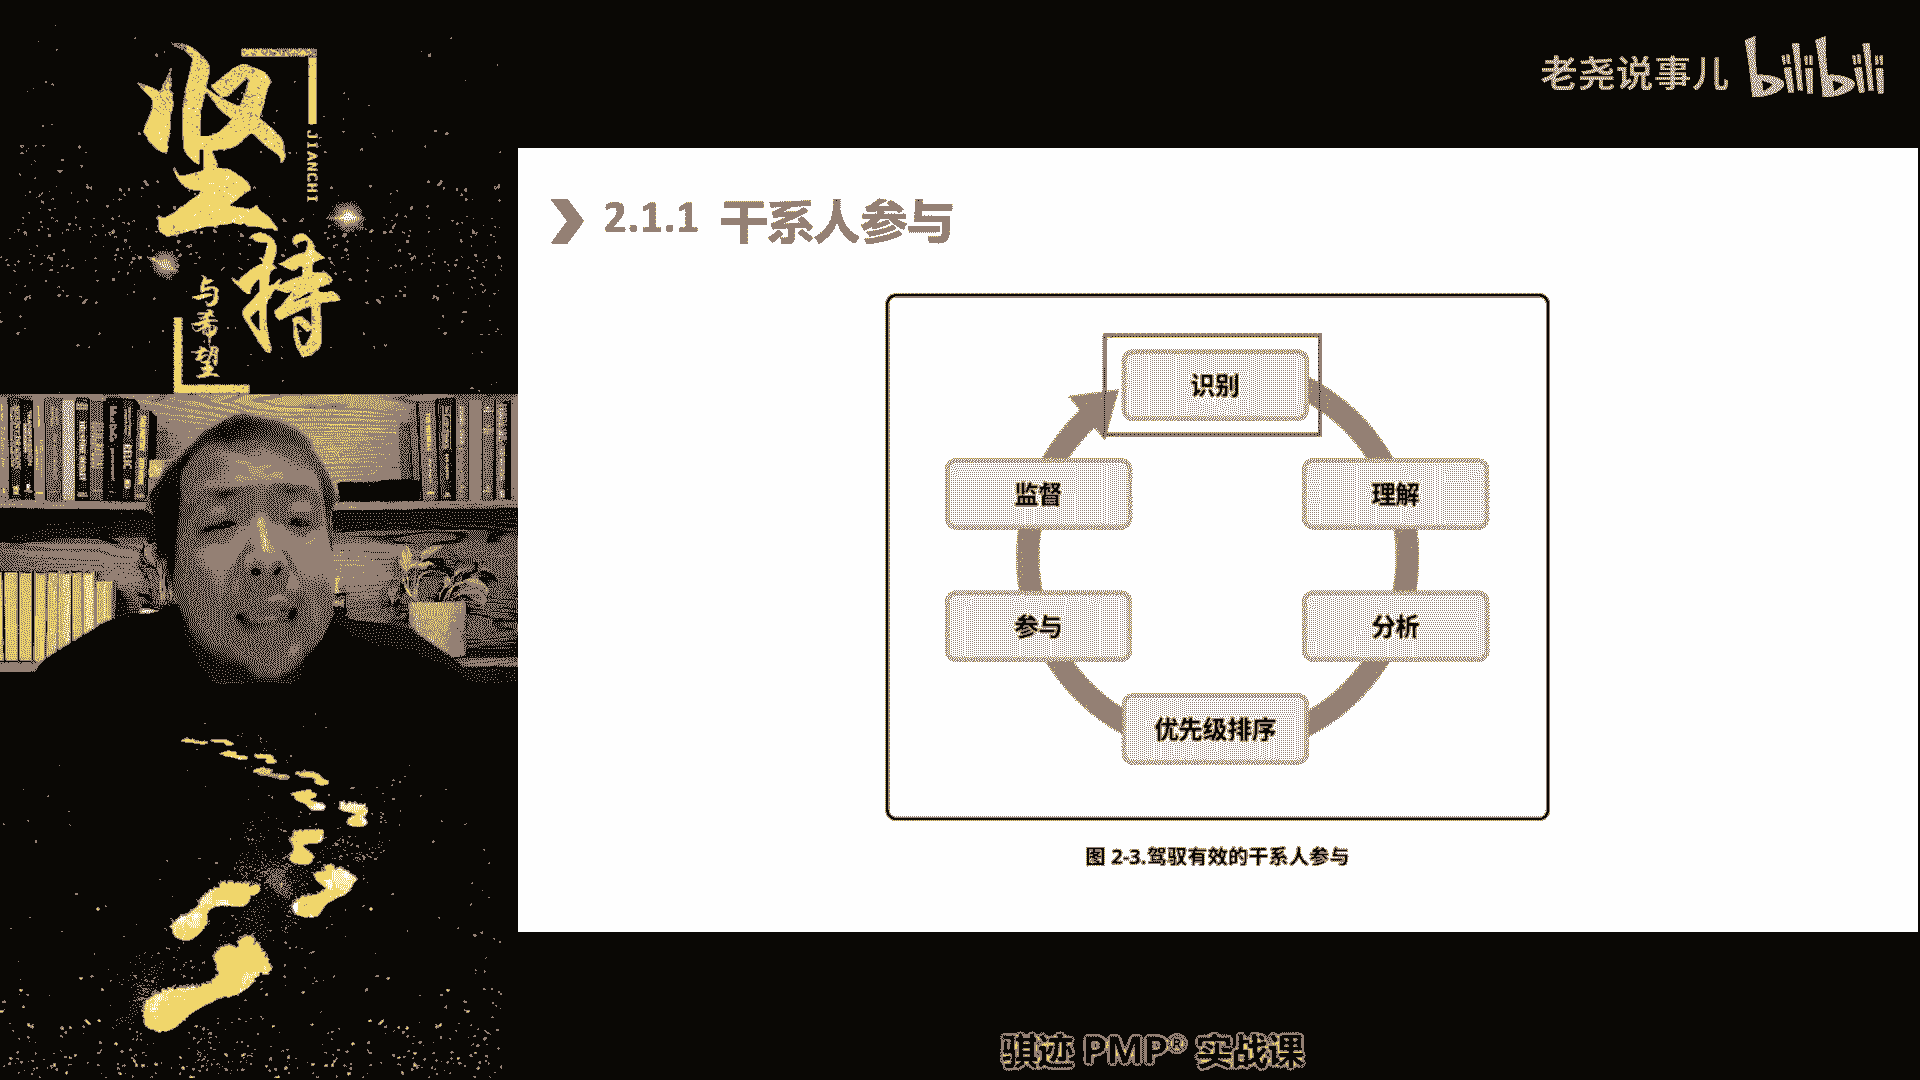 坚持
JIANCHI
与希望
老尧说事儿 bilibili
2.1.1 干系人参与
识别
监督
理解
参与
分析
优先级排序
图 2-3.驾驭有效的干系人参与
骐迹 PMP® 实战课